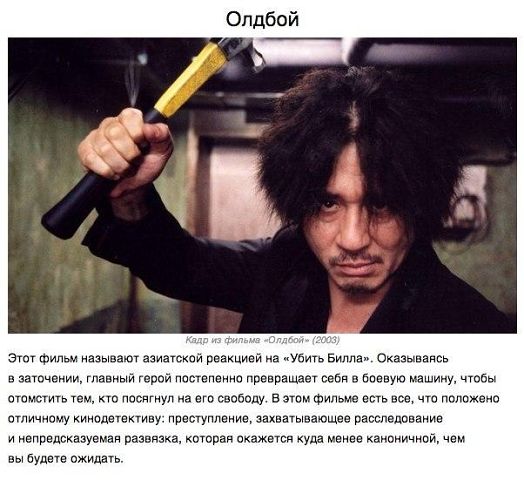 Олдбой
Кадр из фильма «Олдбой» (2003)
Этот фильм называют азиатской реакцией на «Убить Билла». Оказываясь
в заточении, главный герой постепенно превращает себя в боевую машину, чтобы
отомстить тем, кто посягнул на его свободу. В этом фильме есть все, что положено
отличному кинодетективу: преступление, захватывающее расследование
и непредсказуемая развязка, которая окажется куда менее каноничной, чем
вы будете ожидать.